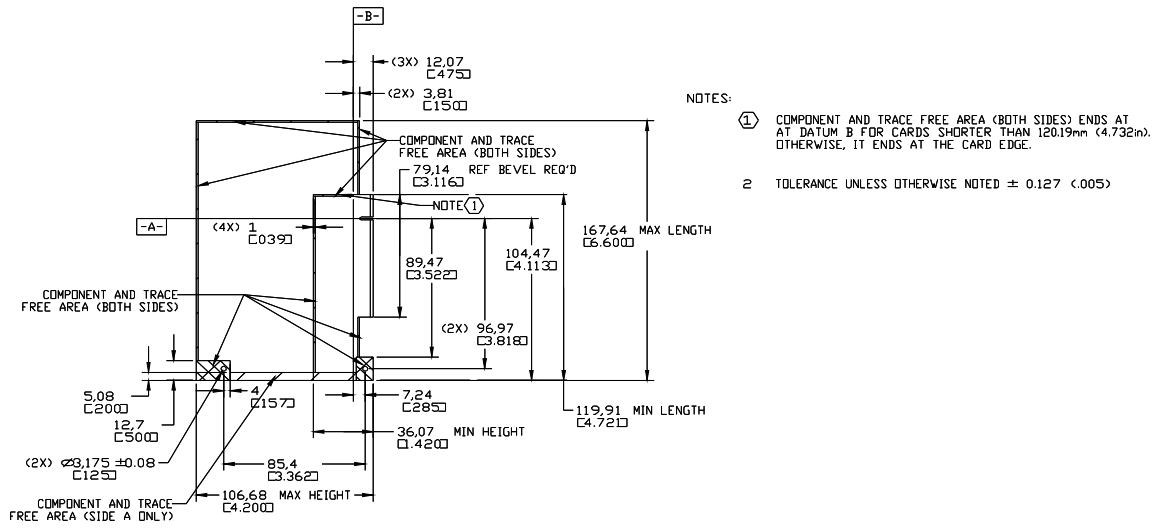 -B-
(3X) 12,07
[.475]
(2X) 3,81
[.150]
NOTES:
1 COMPONENT AND TRACE FREE AREA (BOTH SIDES) ENDS AT
AT DATUM B FOR CARDS SHORTER THAN 120.19mm (4.732in).
OTHERWISE, IT ENDS AT THE CARD EDGE.
2 TOLERANCE UNLESS OTHERWISE NOTED ± 0.127 (.005)
COMPONENT AND TRACE
FREE AREA (BOTH SIDES)
79,14 REF BEVEL REQ'D
[3.116]
NOTE 1
-A-
(4X) 1
[.039]
167,64 MAX LENGTH
[6.600]
104,47
[4.113]
89,47
[3.522]
COMPONENT AND TRACE
FREE AREA (BOTH SIDES)
(2X) 96,97
[3.818]
5,08
[.200]
4
[.157]
7,24
[.285]
119,91 MIN LENGTH
[4.721]
12,7
[.500]
36,07 MIN HEIGHT
[1.420]
(2X) ⌀3,175 ±0.08
[.125]
85,4
[3.362]
106,68 MAX HEIGHT
[4.200]
COMPONENT AND TRACE
FREE AREA (SIDE A ONLY)